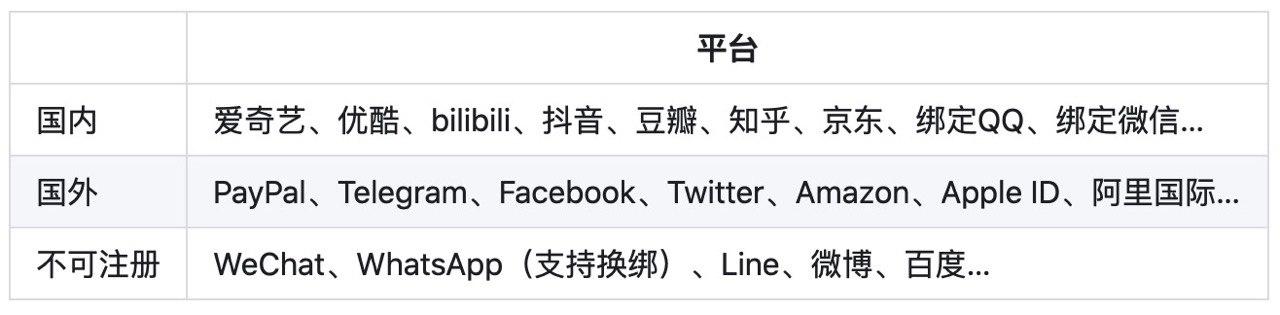 平台
国内 爱奇艺、优酷、bilibili、抖音、豆瓣、知乎、京东、绑定QQ、绑定微信...
国外 PayPal、Telegram、Facebook、Twitter、Amazon、Apple ID、阿里国际...
不可注册 WeChat、WhatsApp（支持换绑）、Line、微博、百度...